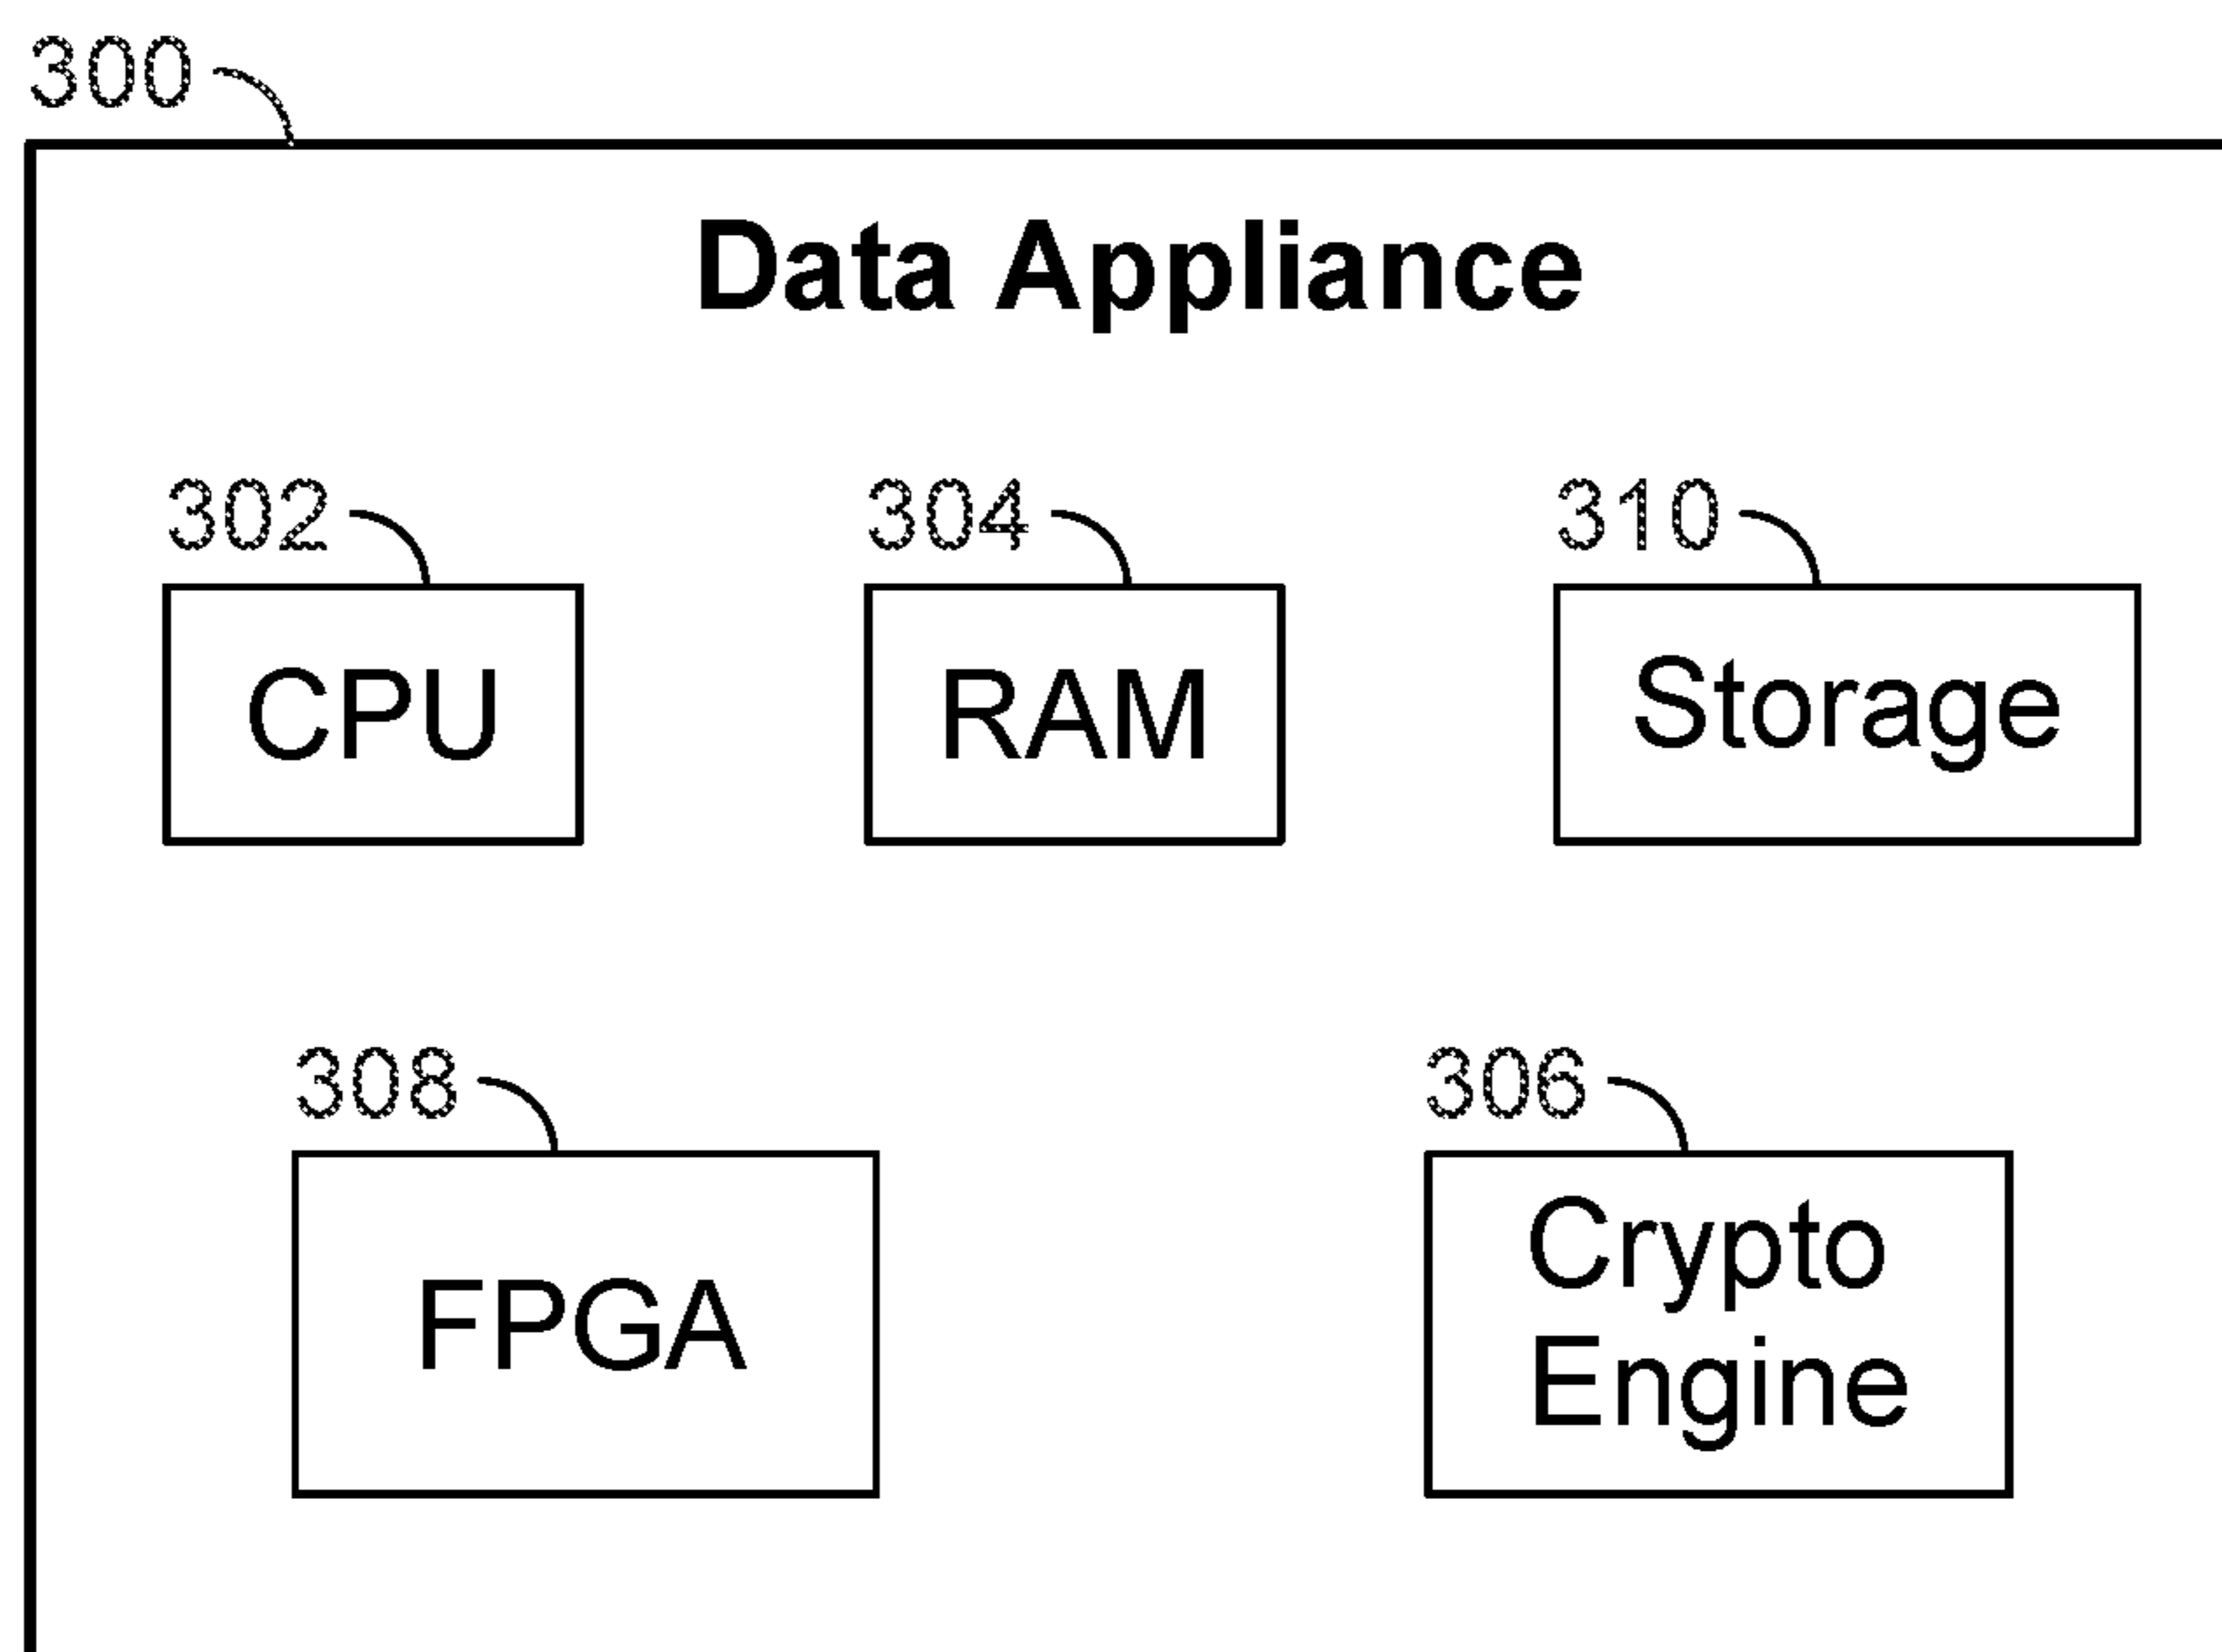 300
Data Appliance
302
304
310
CPU
RAM
Storage
308
306
FPGA
Crypto
Engine